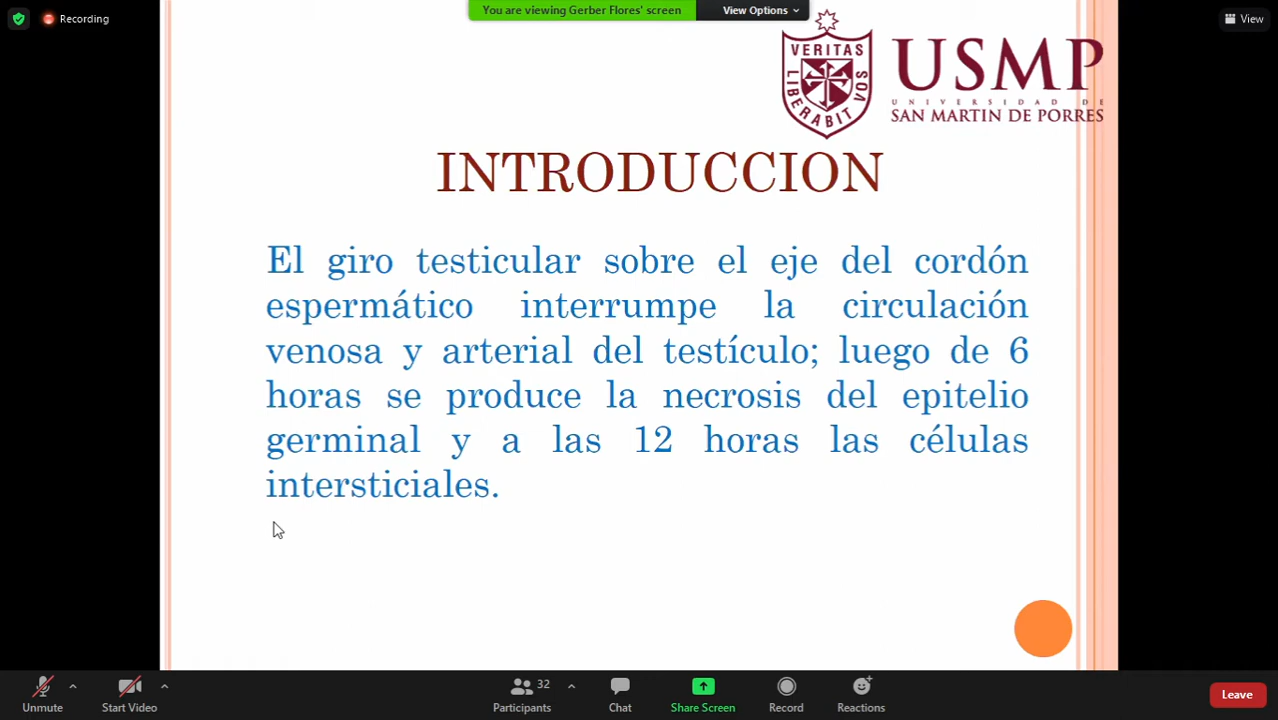 Recording
You are viewing Gerber Flores' screen
View Options
View
VERITAS
LIBERABIT VOS
USMP
UNIVERSIDAD DE
SAN MARTIN DE PORRES
INTRODUCCION
El giro testicular sobre el eje del cordón
espermático interrumpe la circulación
venosa y arterial del testículo; luego de 6
horas se produce la necrosis del epitelio
germinal y a las 12 horas las células
intersticiales.
Unmute
Start Video
32
Participants
Chat
Share Screen
Record
Reactions
Leave